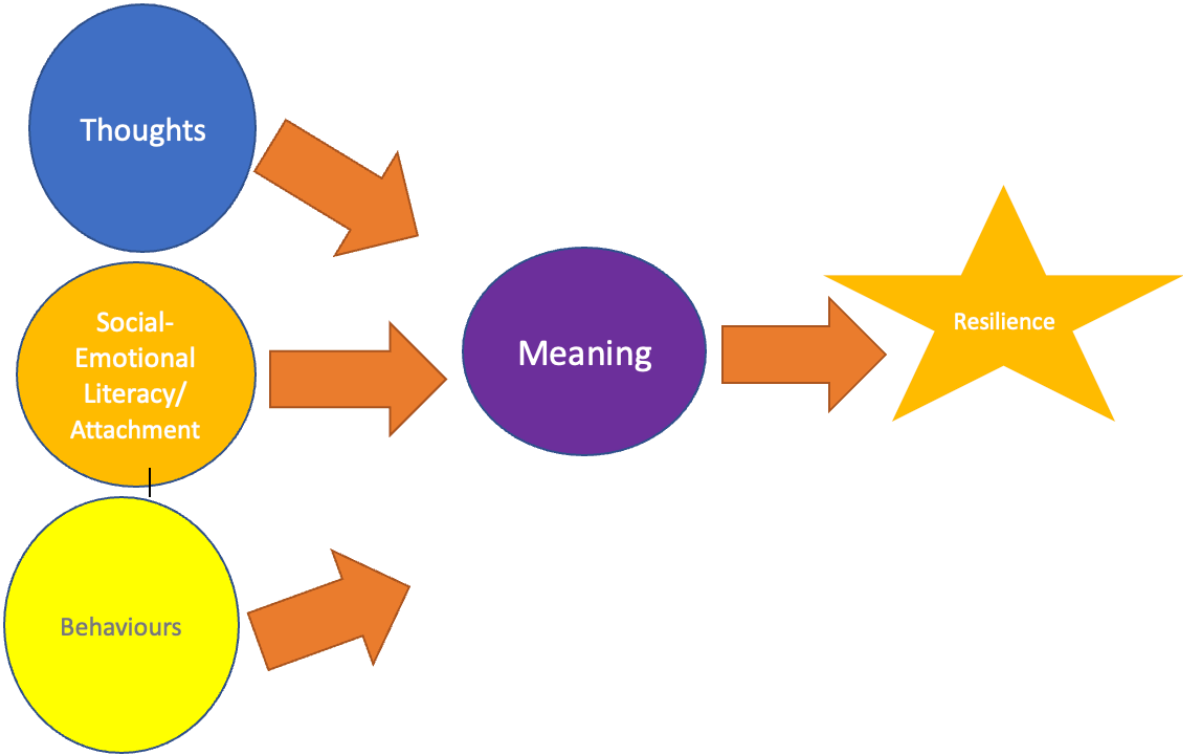 Thoughts
Social-
Emotional
Literacy/
Attachment
Behaviours
Meaning
Resilience